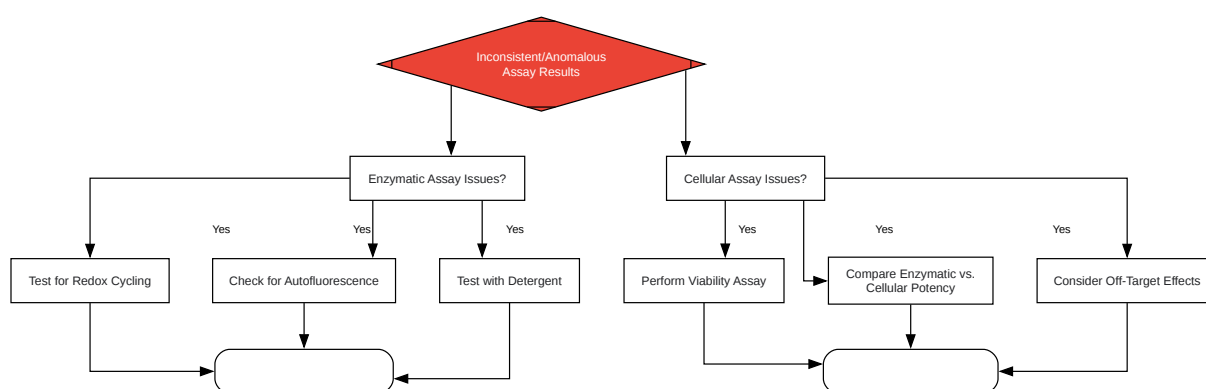 Inconsistent/Anomalous
Assay Results
Enzymatic Assay Issues?
Cellular Assay Issues?
Yes
Yes
Yes
Yes
Yes
Yes
Test for Redox Cycling
Check for Autofluorescence
Test with Detergent
Perform Viability Assay
Compare Enzymatic vs.
Cellular Potency
Consider Off-Target Effects